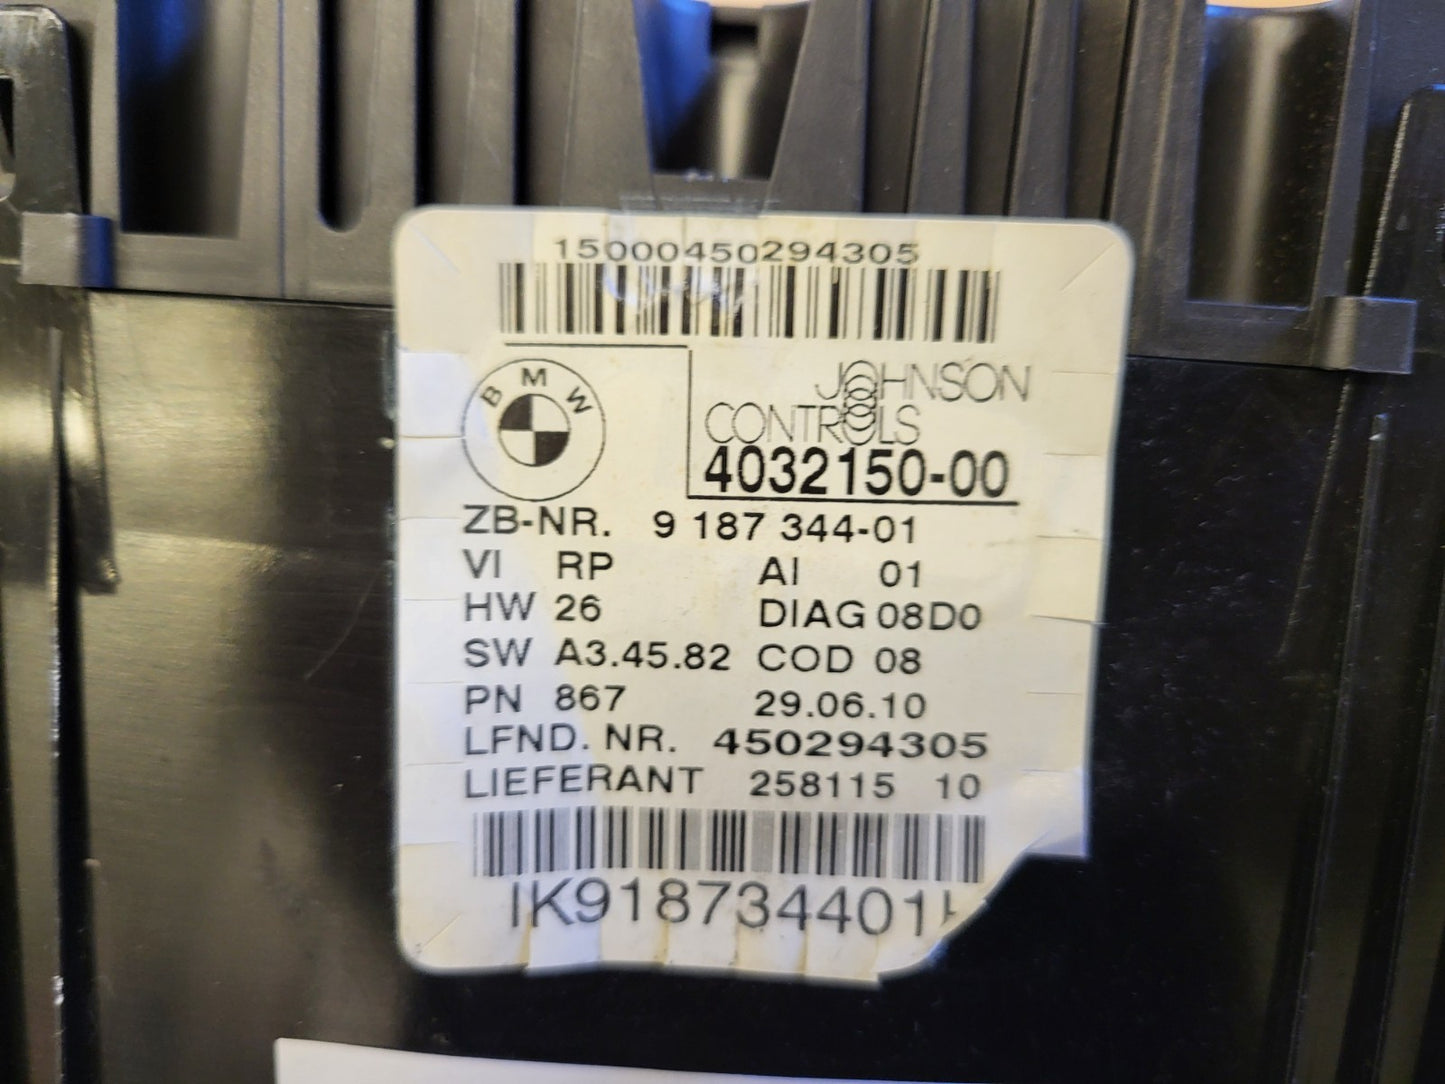 15000450294305
BMW
JOHNSON
CONTROLS
4032150-00
ZB-NR. 9 187 344-01
VI RP AI 01
HW 26 DIAG 08D0
SW A3.45.82 COD 08
PN 867 29.06.10
LFND. NR. 450294305
LIEFERANT 258115 10
IK918734401